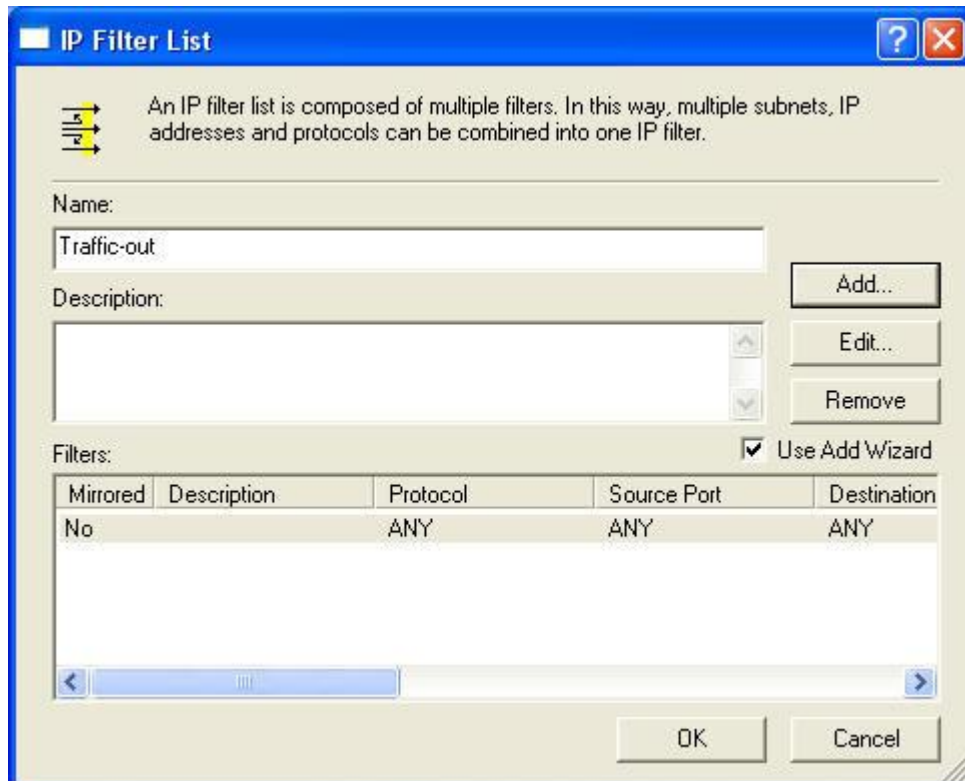 IP Filter List
An IP filter list is composed of multiple filters. In this way, multiple subnets, IP
addresses and protocols can be combined into one IP filter.
Name:
Traffic-out
Add...
Description:
Edit...
Remove
Filters:
Use Add Wizard
Mirrored Description Protocol Source Port Destination
No ANY ANY ANY
OK Cancel